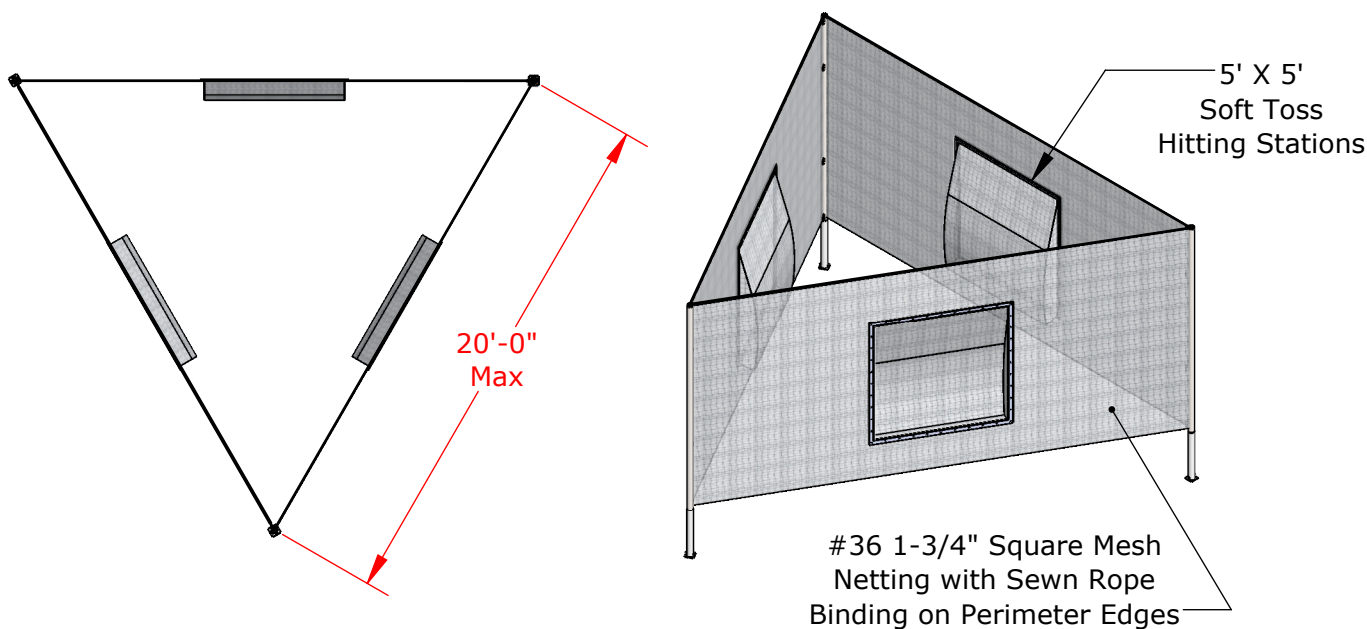 20'-0"
Max
5' X 5'
Soft Toss
Hitting Stations
#36 1-3/4" Square Mesh
Netting with Sewn Rope
Binding on Perimeter Edges